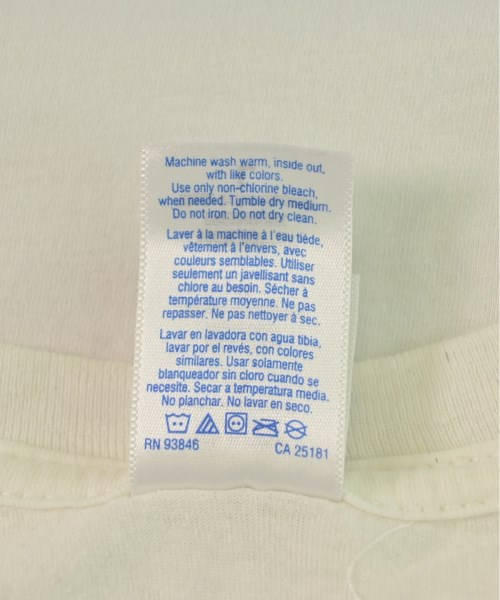 Machine wash warm, inside out,
with like colors.
Use only non-chlorine bleach,
when needed. Tumble dry medium.
Do not iron. Do not dry clean.
Laver à la machine à l'eau tiède,
vêtement à l'envers, avec
couleurs semblables. Utiliser
seulement un javellisant sans
chlore au besoin. Sécher à
température moyenne. Ne pas
repasser. Ne pas nettoyer à sec.
Lavar en lavadora con agua tibia,
lavar por el revés, con colores
similares. Usar solamente
blanqueador sin cloro cuando se
necesite. Secar a temperatura media.
No planchar. No lavar en seco.
RN 93846 CA 25181